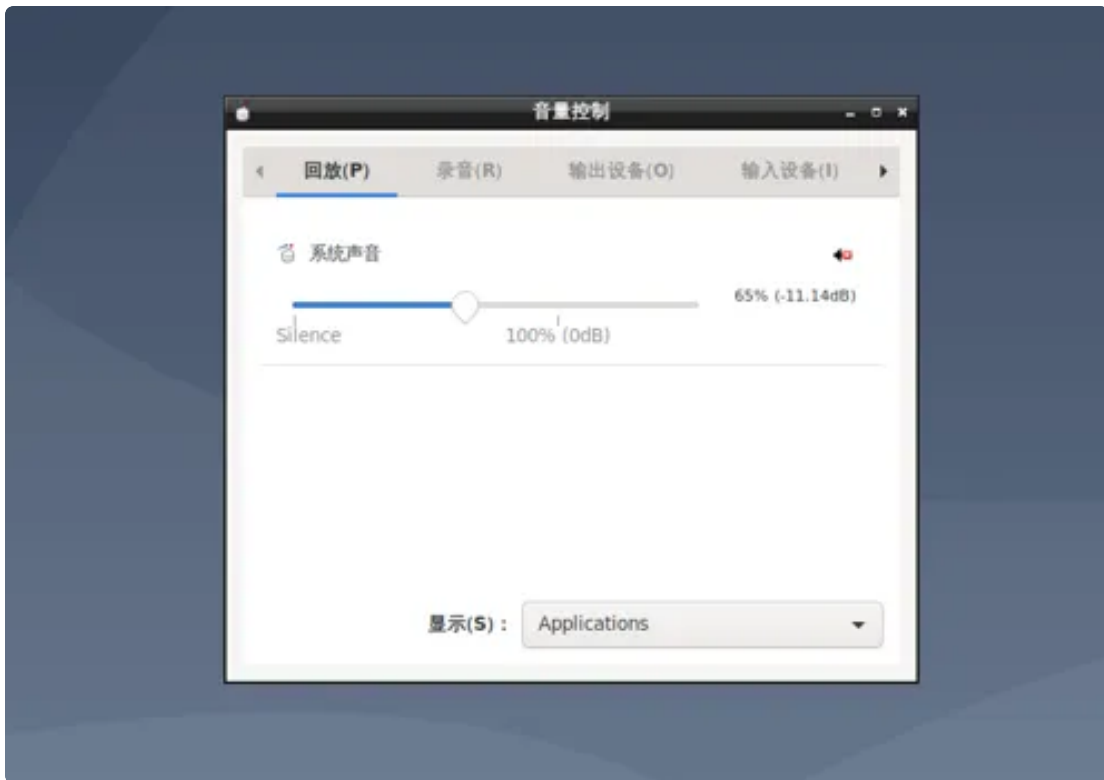 音量控制
回放(P) 录音(R) 输出设备(O) 输入设备(I)
系统声音
65% (-11.14dB)
Silence 100% (0dB)
显示(S)： Applications